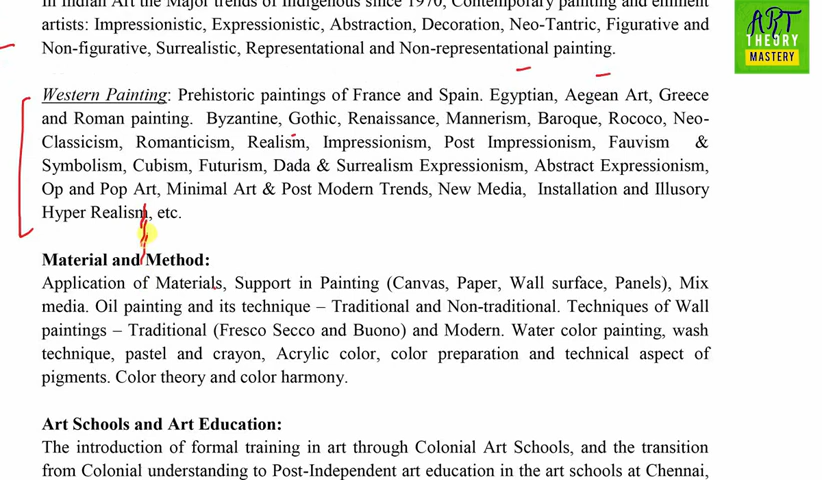 In Indian Art the Major trends of Indigenous since 1970, Contemporary painting and eminent
artists: Impressionistic, Expressionistic, Abstraction, Decoration, Neo-Tantric, Figurative and
Non-figurative, Surrealistic, Representational and Non-representational painting.
ART
THEORY
MASTERY
Western Painting: Prehistoric paintings of France and Spain. Egyptian, Aegean Art, Greece
and Roman painting. Byzantine, Gothic, Renaissance, Mannerism, Baroque, Rococo, Neo-
Classicism, Romanticism, Realism, Impressionism, Post Impressionism, Fauvism &
Symbolism, Cubism, Futurism, Dada & Surrealism Expressionism, Abstract Expressionism,
Op and Pop Art, Minimal Art & Post Modern Trends, New Media, Installation and Illusory
Hyper Realism, etc.
Material and Method:
Application of Materials, Support in Painting (Canvas, Paper, Wall surface, Panels), Mix
media. Oil painting and its technique – Traditional and Non-traditional. Techniques of Wall
paintings – Traditional (Fresco Secco and Buono) and Modern. Water color painting, wash
technique, pastel and crayon, Acrylic color, color preparation and technical aspect of
pigments. Color theory and color harmony.
Art Schools and Art Education:
The introduction of formal training in art through Colonial Art Schools, and the transition
from Colonial understanding to Post-Independent art education in the art schools at Chennai,